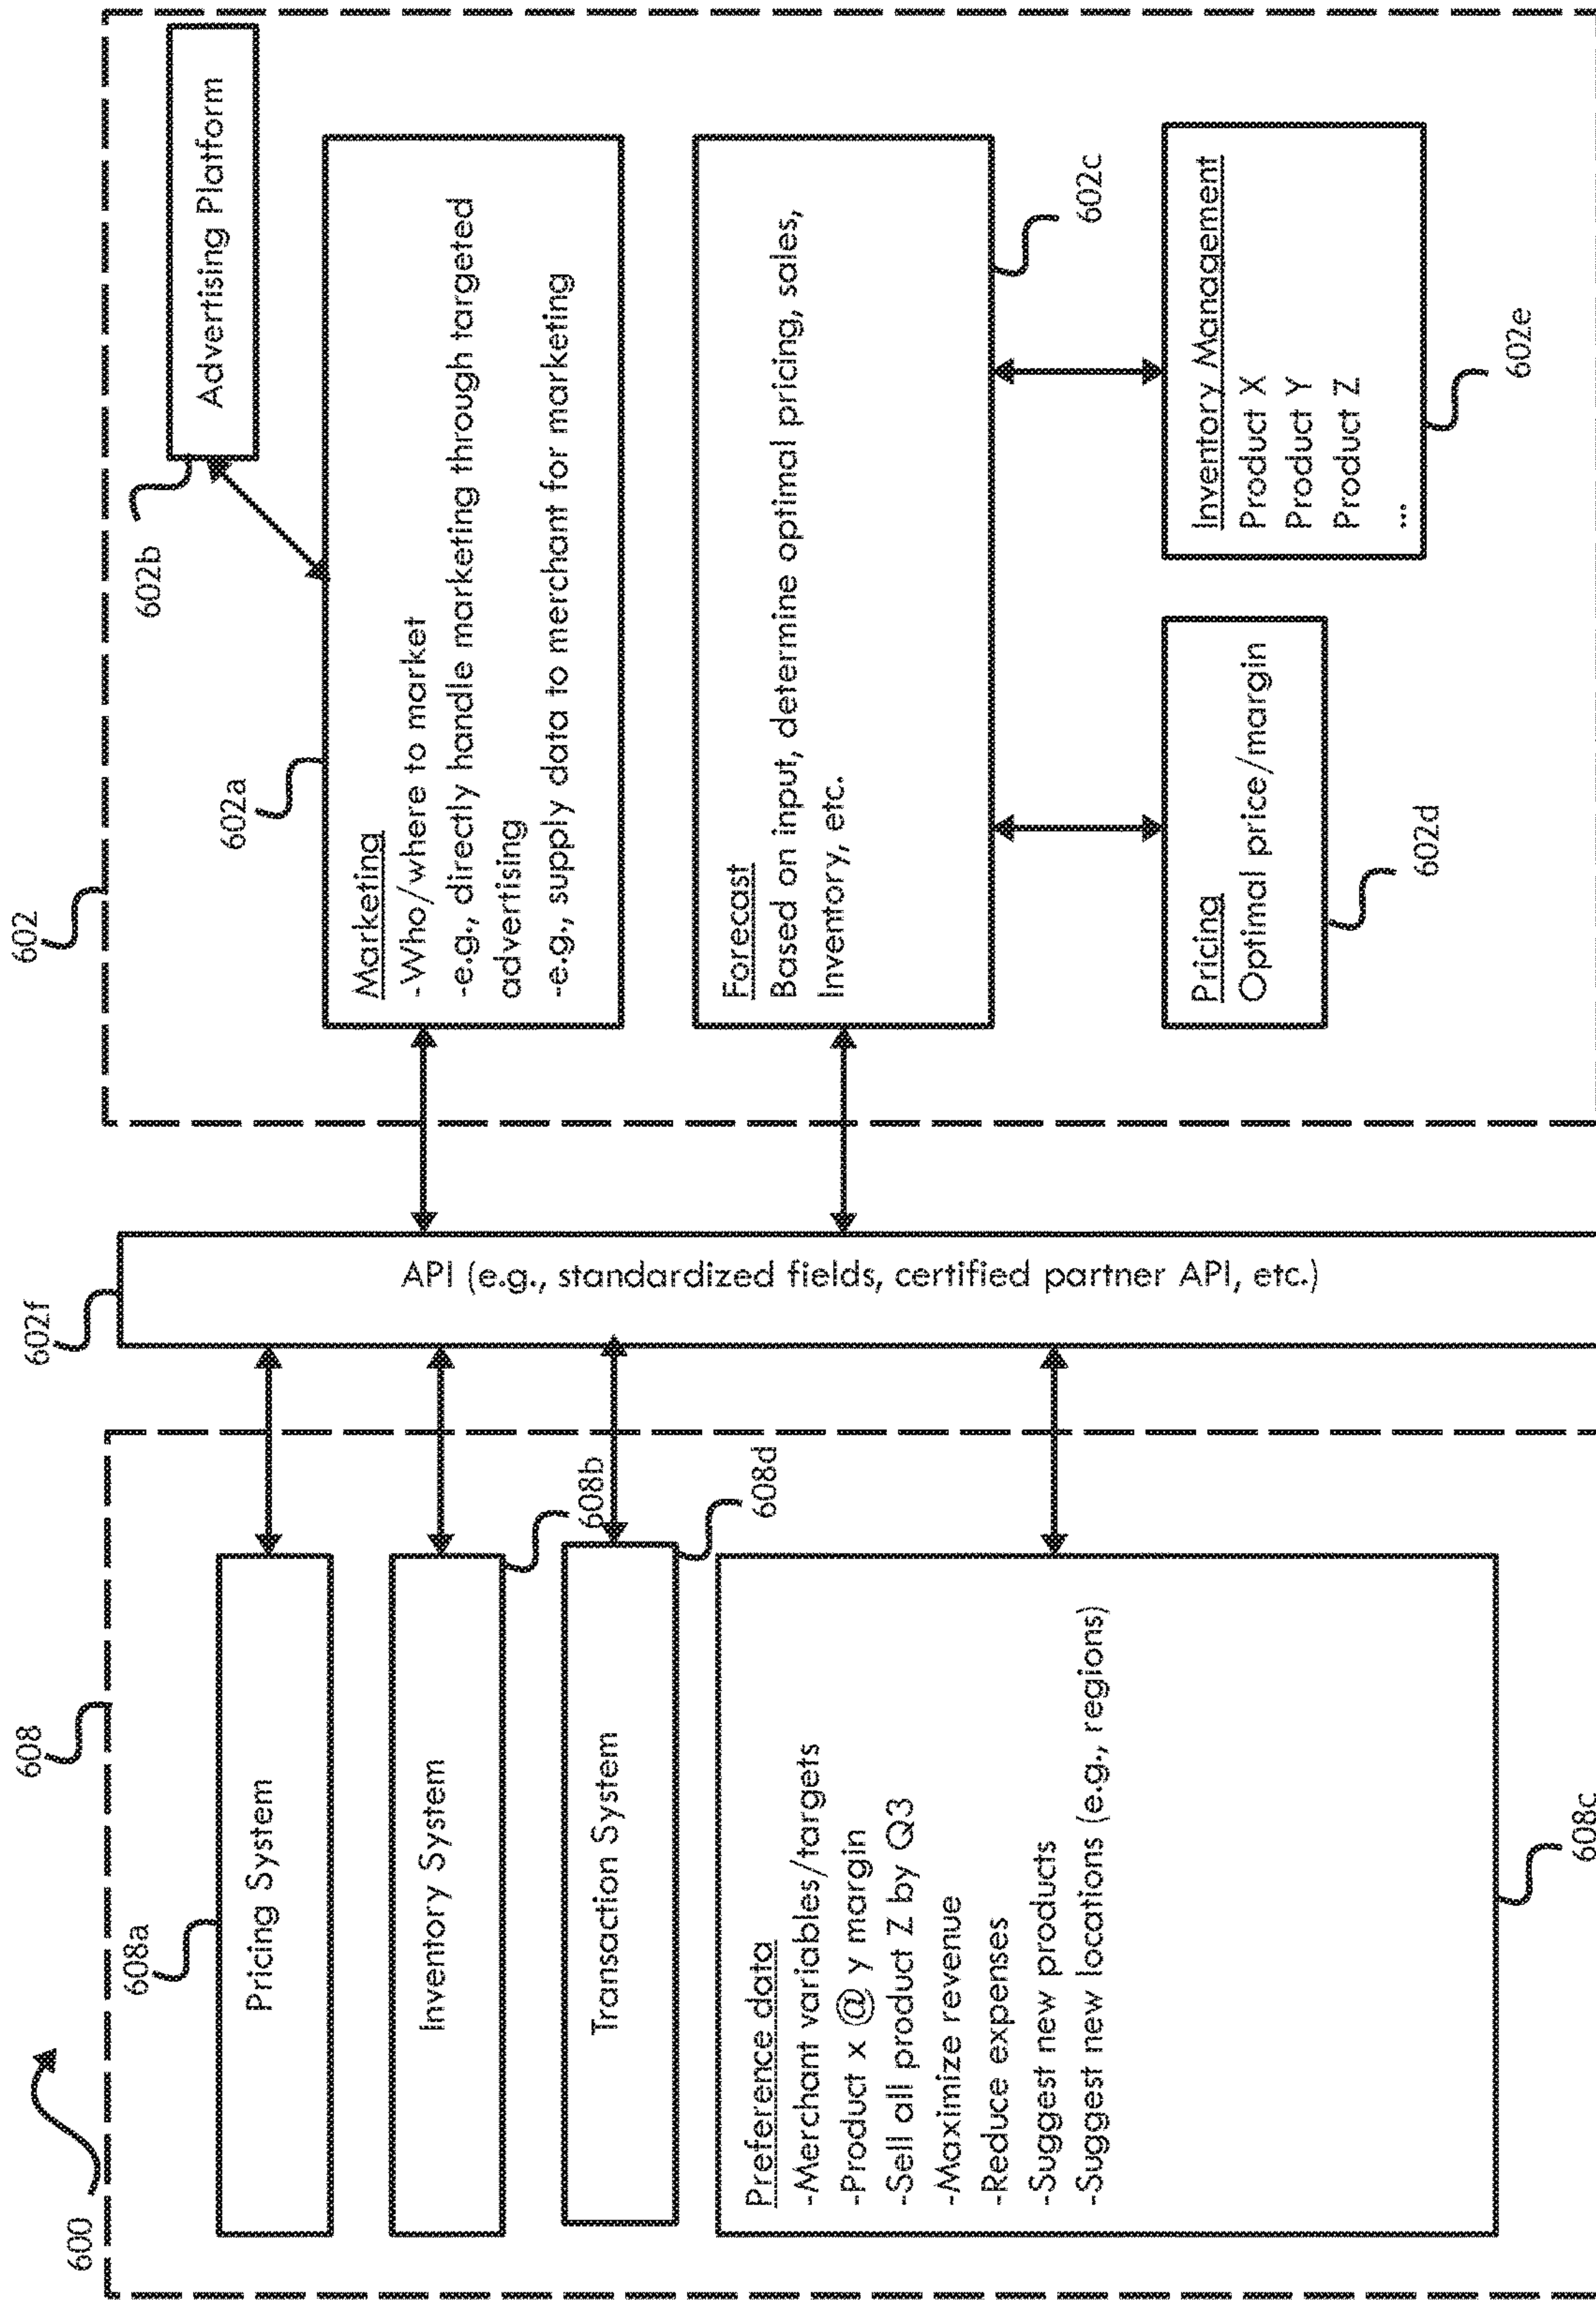 600
608
608a
Pricing System
Inventory System
608b
Transaction System
608d
Preference data
-Merchant variables/targets
-Product x @ y margin
-Sell all product Z by Q3
-Maximize revenue
-Reduce expenses
-Suggest new products
-Suggest new locations (e.g., regions)
608c
602f
API (e.g., standardized fields, certified partner API, etc.)
602
602b
Advertising Platform
602a
Marketing
-Who/where to market
-e.g., directly handle marketing through targeted
advertising
-e.g., supply data to merchant for marketing
Forecast
Based on input, determine optimal pricing, sales,
Inventory, etc.
602c
Pricing
Optimal price/margin
602d
Inventory Management
Product X
Product Y
Product Z
...
602e